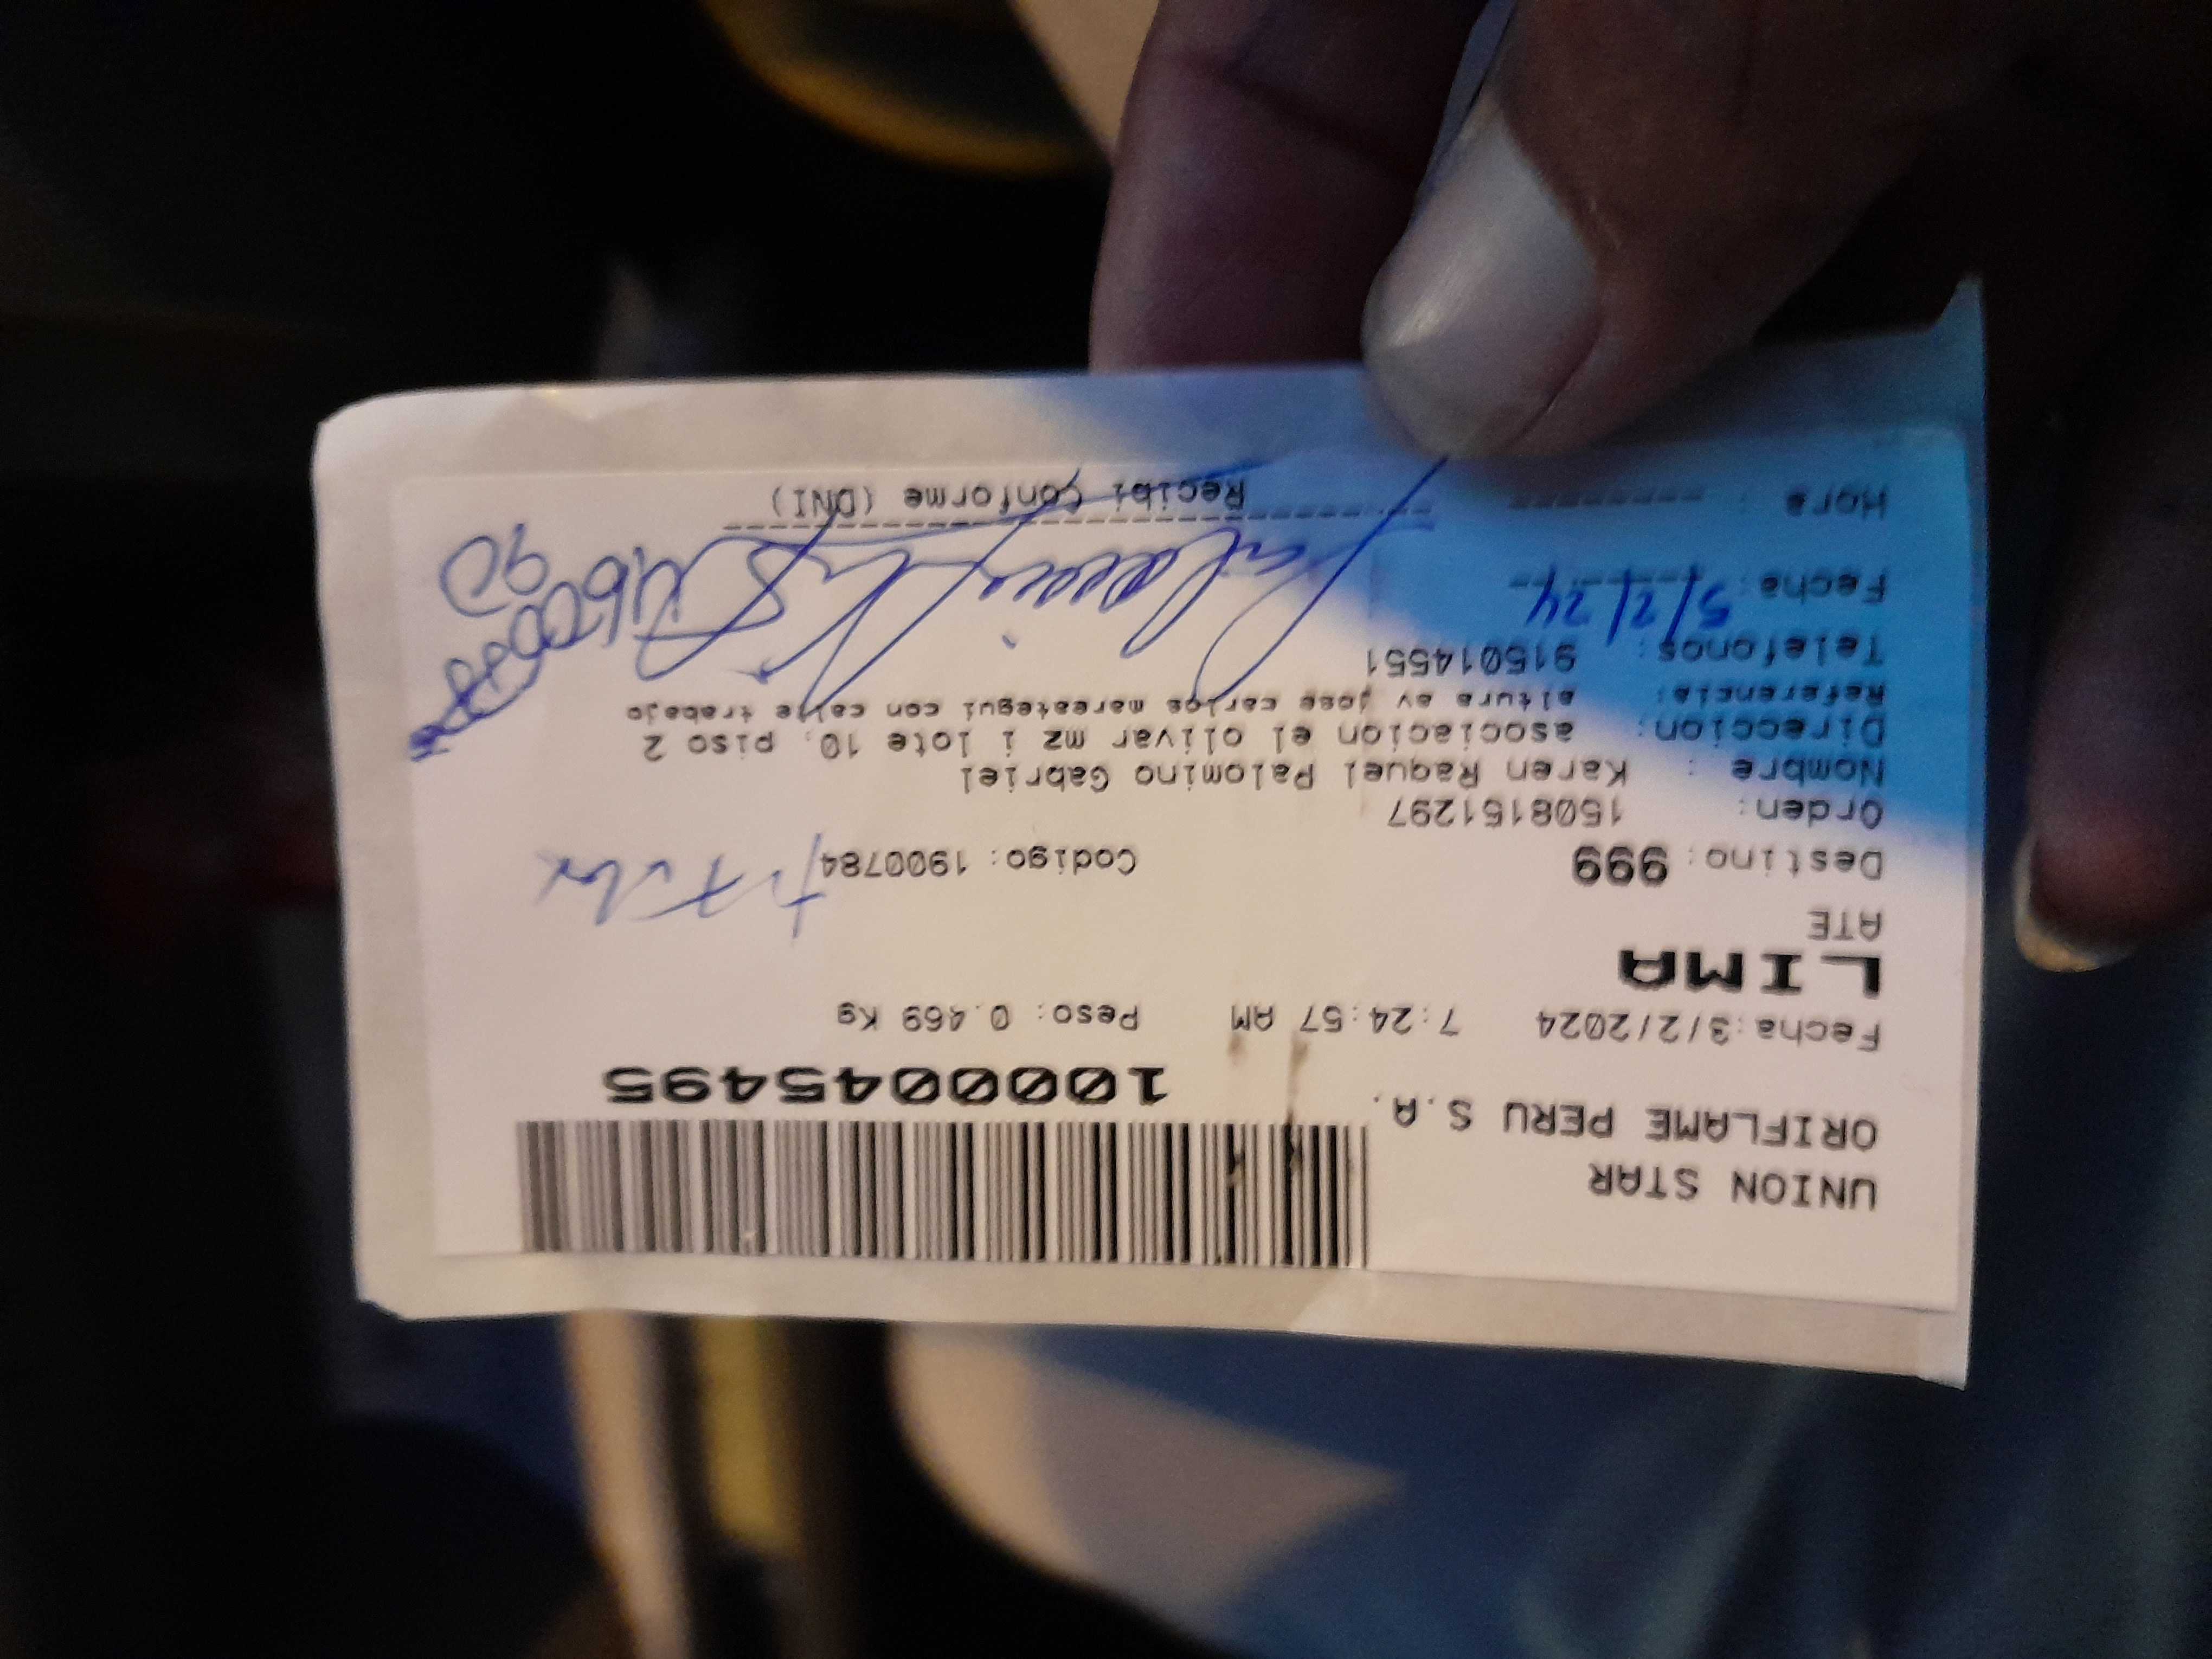 UNION STAR
ORIFLAME PERU S.A.
1000045495
Fecha:3/2/2024 7:24:57 AM Peso: 0.469 Kg
LIMA
ATE
Destino: 999 Codigo: 1900784
Orden: 1508151297
Nombre : Karen Raquel Palomino Gabriel
Direccion: asociacion el olivar mz i lote 10, piso 2
Referencia: altura av jose carlos mareategui con calle trabajo
Telefonos: 915014551
Fecha: 5/2/24
Hora :
Recibi Conforme (DNI)